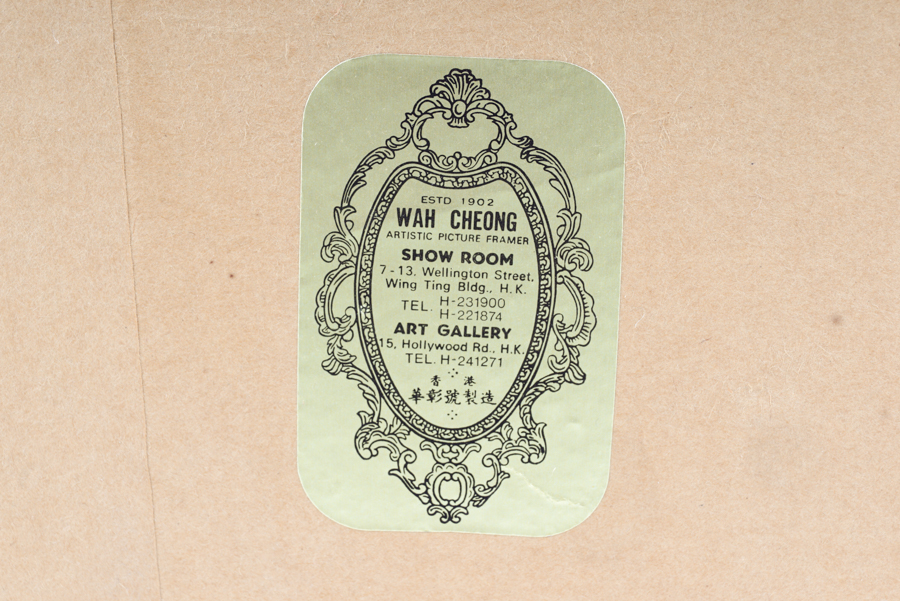 ESTD 1902
WAH CHEONG
ARTISTIC PICTURE FRAMER
SHOW ROOM
7-13, Wellington Street,
Wing Ting Bldg., H.K.
TEL. H-231900
H-221874
ART GALLERY
15, Hollywood Rd., H.K.
TEL. H-241271
香港
華彰號製造